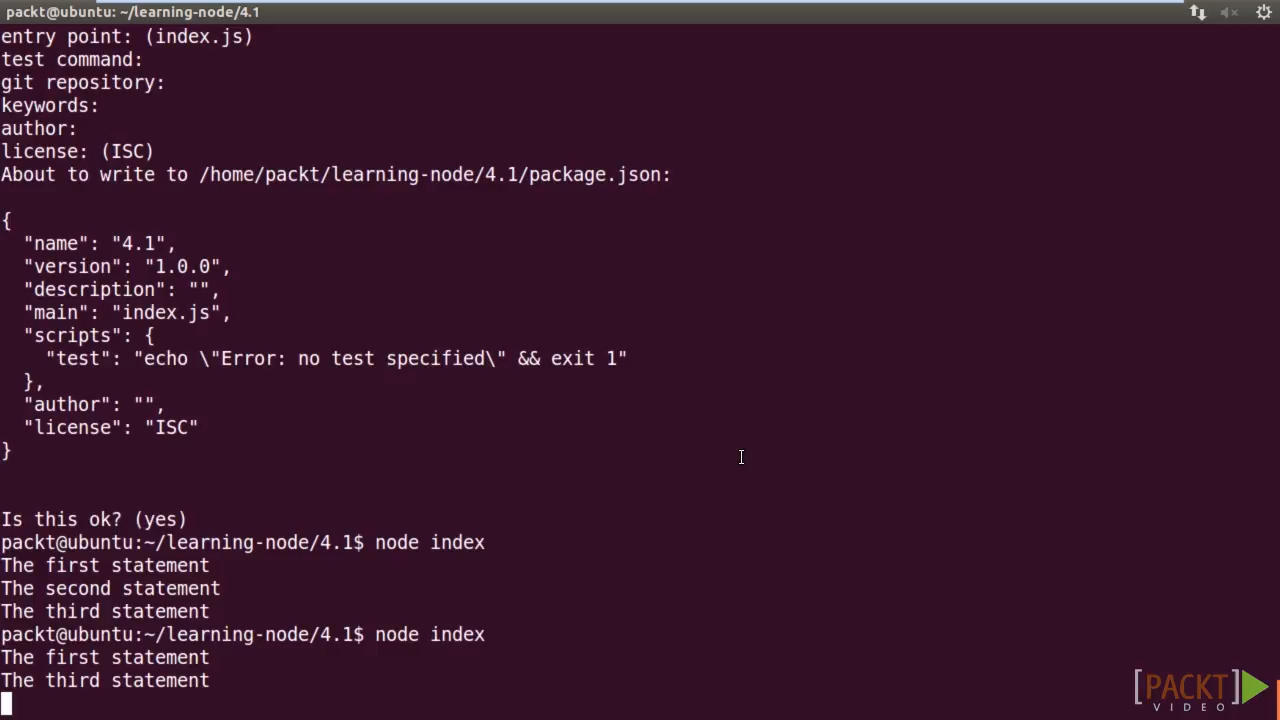 packt@ubuntu: ~/learning-node/4.1
entry point: (index.js)
test command:
git repository:
keywords:
author:
license: (ISC)
About to write to /home/packt/learning-node/4.1/package.json:
{
  "name": "4.1",
  "version": "1.0.0",
  "description": "",
  "main": "index.js",
  "scripts": {
    "test": "echo \"Error: no test specified\" && exit 1"
  },
  "author": "",
  "license": "ISC"
}
Is this ok? (yes)
packt@ubuntu:~/learning-node/4.1$ node index
The first statement
The second statement
The third statement
packt@ubuntu:~/learning-node/4.1$ node index
The first statement
The third statement
[PACKT]
VIDEO